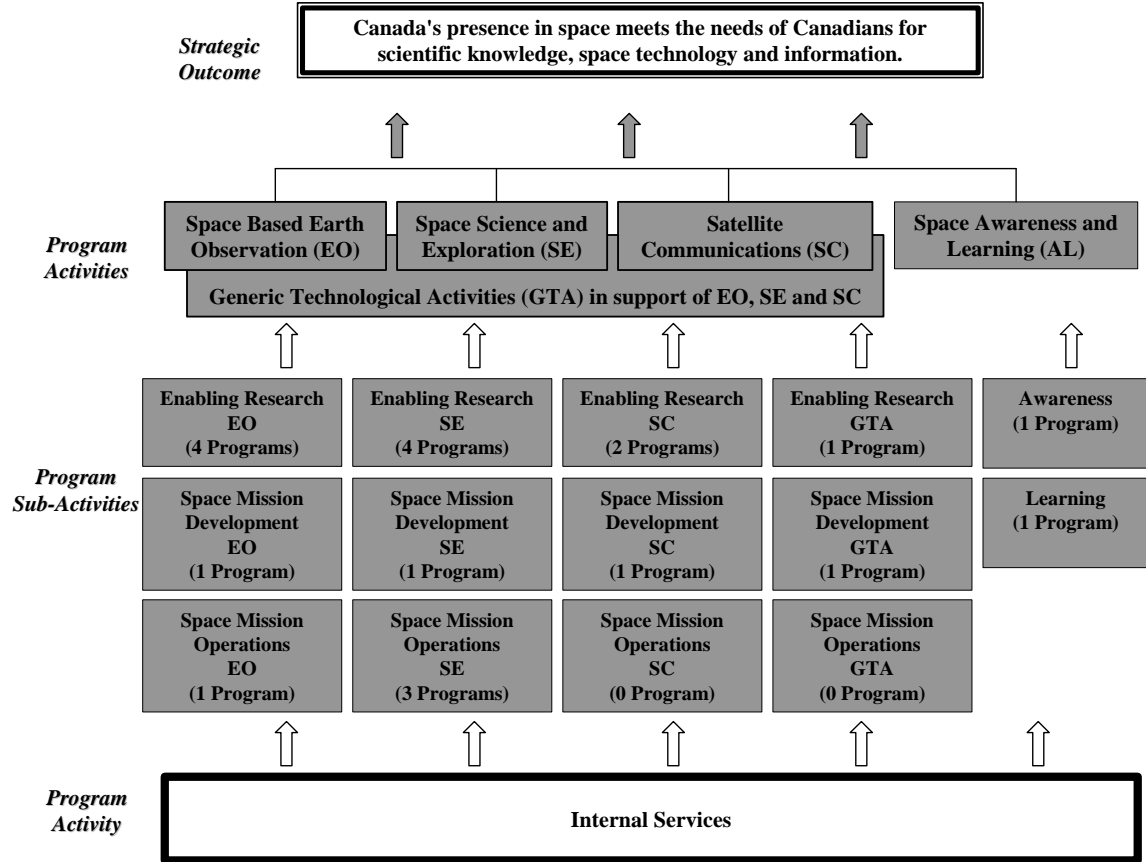 Strategic
Outcome
Canada's presence in space meets the needs of Canadians for
scientific knowledge, space technology and information.
Program
Activities
Space Based Earth
Observation (EO)
Space Science and
Exploration (SE)
Satellite
Communications (SC)
Space Awareness and
Learning (AL)
Generic Technological Activities (GTA) in support of EO, SE and SC
Program
Sub-Activities
Enabling Research
EO
(4 Programs)
Enabling Research
SE
(4 Programs)
Enabling Research
SC
(2 Programs)
Enabling Research
GTA
(1 Program)
Awareness
(1 Program)
Space Mission
Development
EO
(1 Program)
Space Mission
Development
SE
(1 Program)
Space Mission
Development
SC
(1 Program)
Space Mission
Development
GTA
(1 Program)
Learning
(1 Program)
Space Mission
Operations
EO
(1 Program)
Space Mission
Operations
SE
(3 Programs)
Space Mission
Operations
SC
(0 Program)
Space Mission
Operations
GTA
(0 Program)
Program
Activity
Internal Services